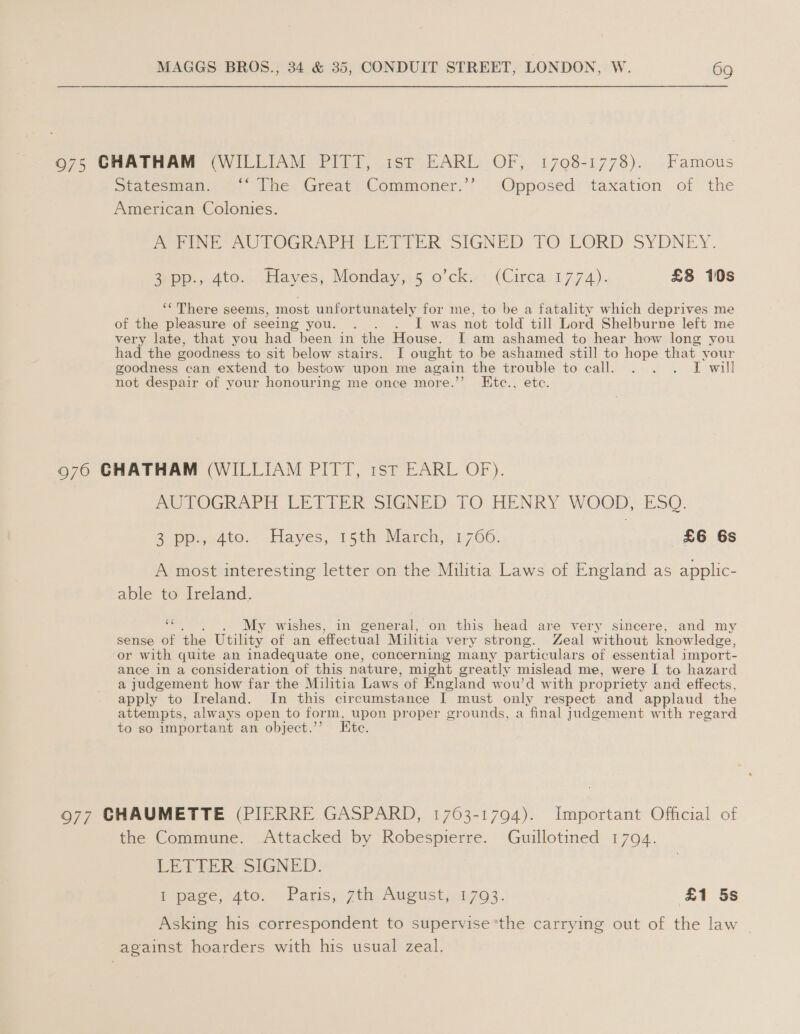 MAGGS BROS., 34 & 35, CONDUIT STREET, LONDON, W. 69
975 CHATHAM (WILLIAM PITT, 1ST EARL OF, 1708-1778). Famous
Statesman. “ The Great Commoner.” Opposed taxation of the
American Colonies.
A FINE AUTOGRAPH LETTER SIGNED TO LORD SYDNEY.
3 pp., 4to. Hayes, Monday, 5 o’ck. (Circa 1774). £8 10s
“ There seems, most unfortunately for me, to be a fatality which deprives me
of the pleasure of seeing you. . . . I was not told till Lord Shelburne left me
very late, that you had been in the House. I am ashamed to hear how long you
had the goodness to sit below stairs. I ought to be ashamed still to hope that your
goodness can extend to bestow upon me again the trouble to call. . . . I will
not despair of your honouring me once more.” Etc., etc.
976 CHATHAM (WILLIAM PITT, 1ST EARL OF).
AUTOGRAPH LETTER SIGNED TO HENRY WOOD, ESQ.
3 pp., 4to. Hayes, 15th March, 1766. £6 6s
A most interesting letter on the Militia Laws of England as applic-
able to Ireland.
“ . . . My wishes, in general, on this head are very sincere, and my
sense of the Utility of an effectual Militia very strong. Zeal without knowledge,
or with quite an inadequate one, concerning many particulars of essential import-
ance in a consideration of this nature, might greatly mislead me, were I to hazard
a judgement how far the Militia Laws of England wou’d with propriety and effects,
apply to Ireland. In this circumstance I must only respect and applaud the
attempts, always open to form, upon proper grounds, a final judgement with regard
to so important an object.” Etc.
977 CHAUMETTE (PIERRE GASPARD, 1763-1794). Important Official of
the Commune. Attacked by Robespierre. Guillotined 1794.
LETTER SIGNED.
1 page, 4to. Paris, 7th August, 1793. £1 5s
Asking his correspondent to supervise the carrying out of the law
against hoarders with his usual zeal.